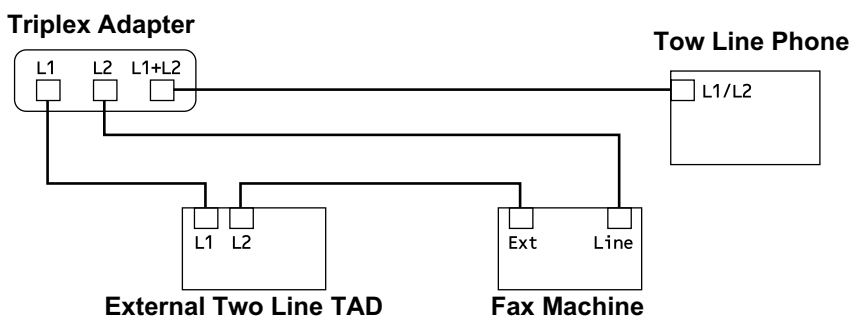 Triplex Adapter
Tow Line Phone
L1 L2 L1+L2
L1/L2
L1 L2
Ext Line
External Two Line TAD
Fax Machine